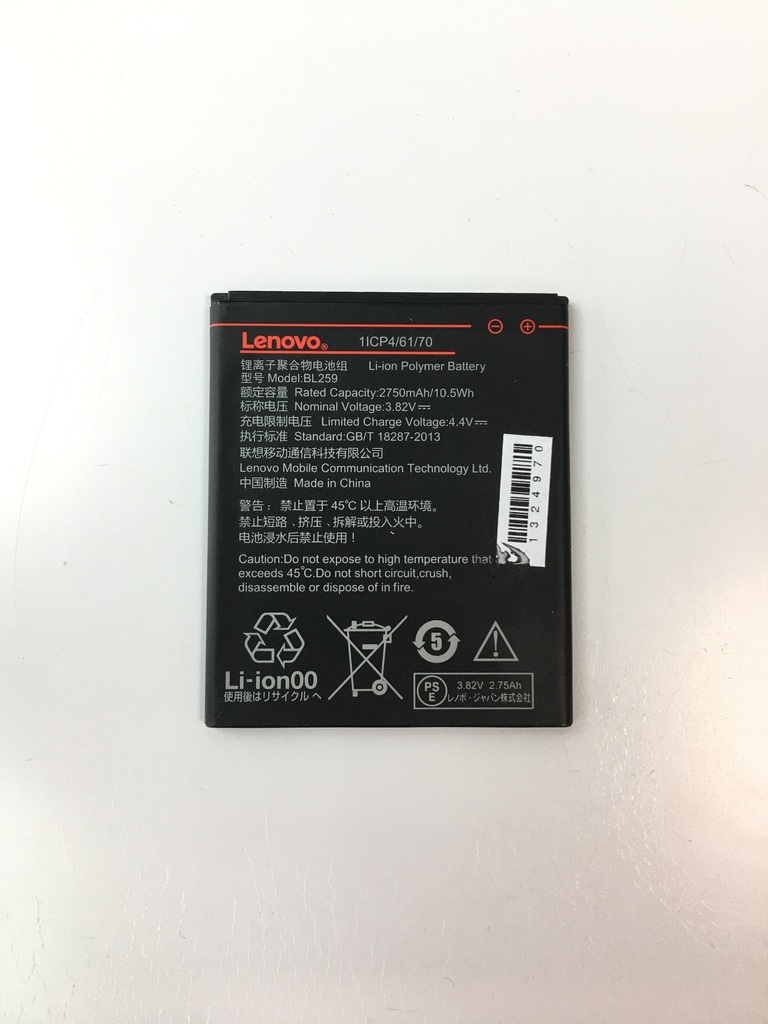 Lenovo® 1ICP4/61/70
锂离子聚合物电池组 Li-ion Polymer Battery
型号 Model:BL259
额定容量 Rated Capacity:2750mAh/10.5Wh
标称电压 Nominal Voltage:3.82V⎓
充电限制电压 Limited Charge Voltage:4.4V⎓
执行标准 Standard:GB/T 18287-2013
联想移动通信科技有限公司
Lenovo Mobile Communication Technology Ltd.
中国制造 Made in China
警告：禁止置于 45℃ 以上高温环境。
禁止短路、挤压、拆解或投入火中。
电池浸水后禁止使用！
Caution:Do not expose to high temperature that
exceeds 45℃.Do not short circuit,crush,
disassemble or dispose of in fire.
1324970
Li-ion00
使用後はリサイクルへ
5
PS
E
3.82V 2.75Ah
レノボ・ジャパン株式会社